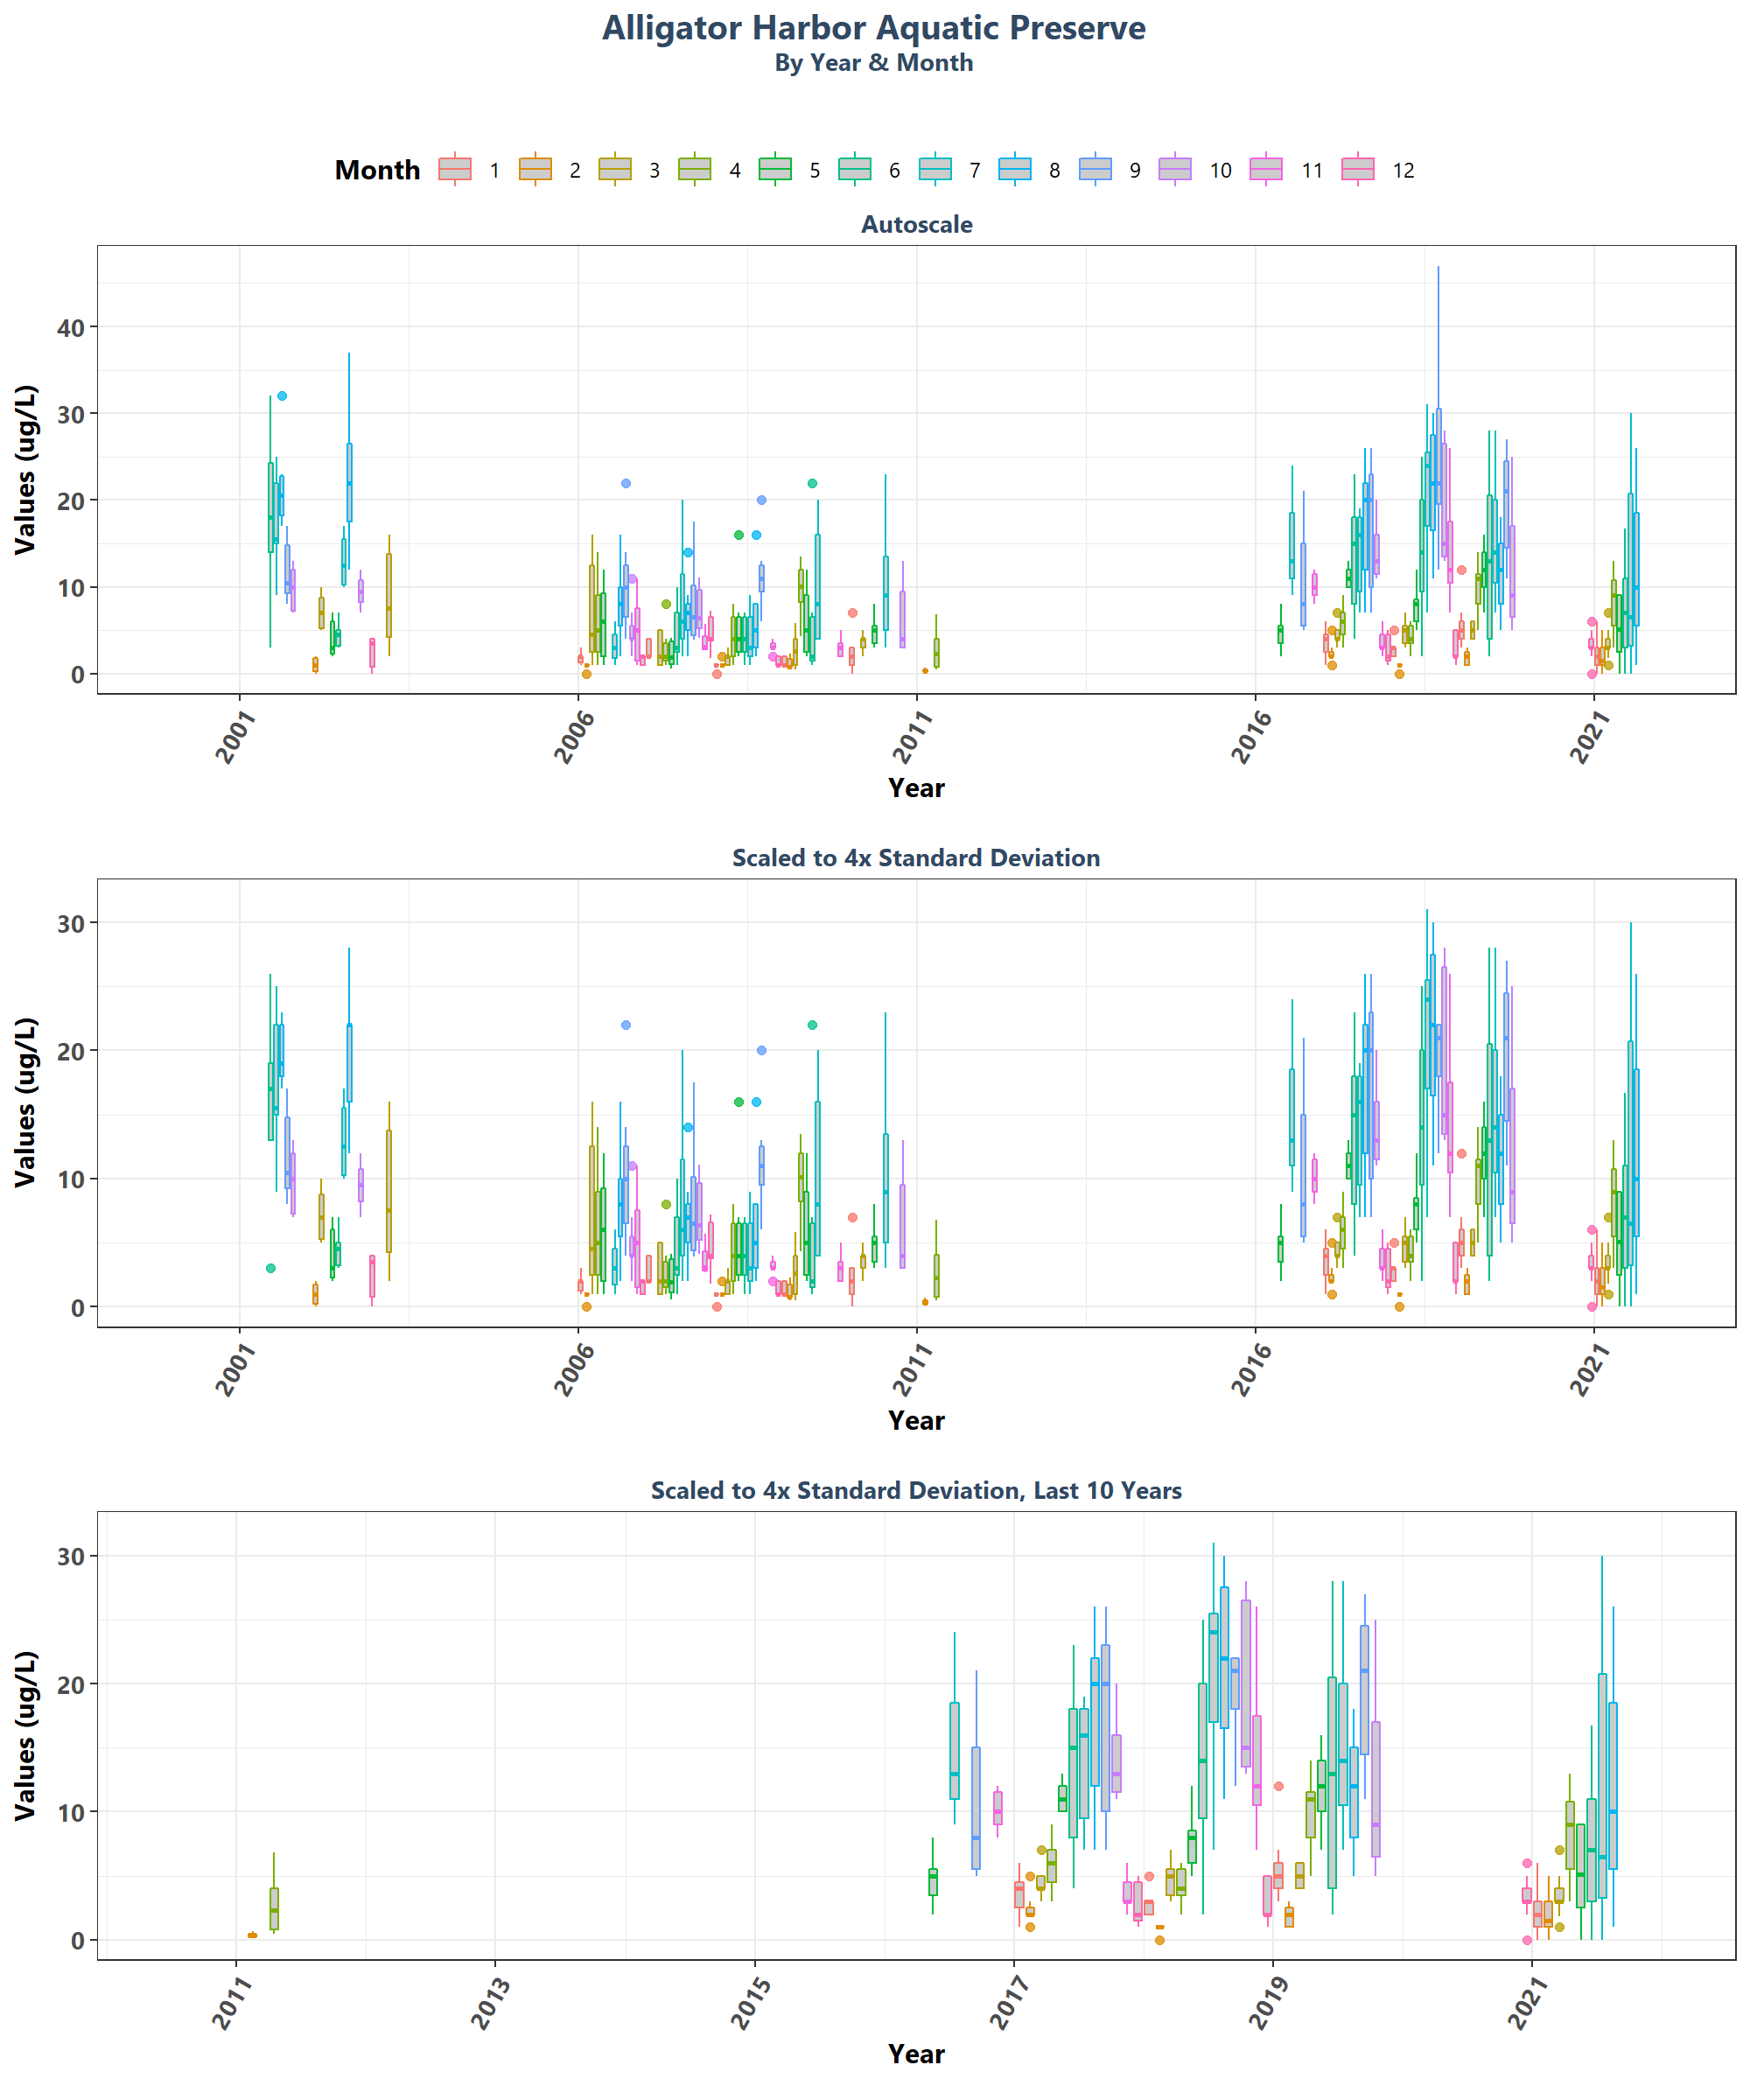 Alligator Harbor Aquatic Preserve
By Year & Month
Month 1 2 3 4 5 6 7 8 9 10 11 12
Autoscale
Values (ug/L)
40
30
20
10
0
2001 2006 2011 2016 2021
Year
Scaled to 4x Standard Deviation
Values (ug/L)
30
20
10
0
2001 2006 2011 2016 2021
Year
Scaled to 4x Standard Deviation, Last 10 Years
Values (ug/L)
30
20
10
0
2011 2013 2015 2017 2019 2021
Year